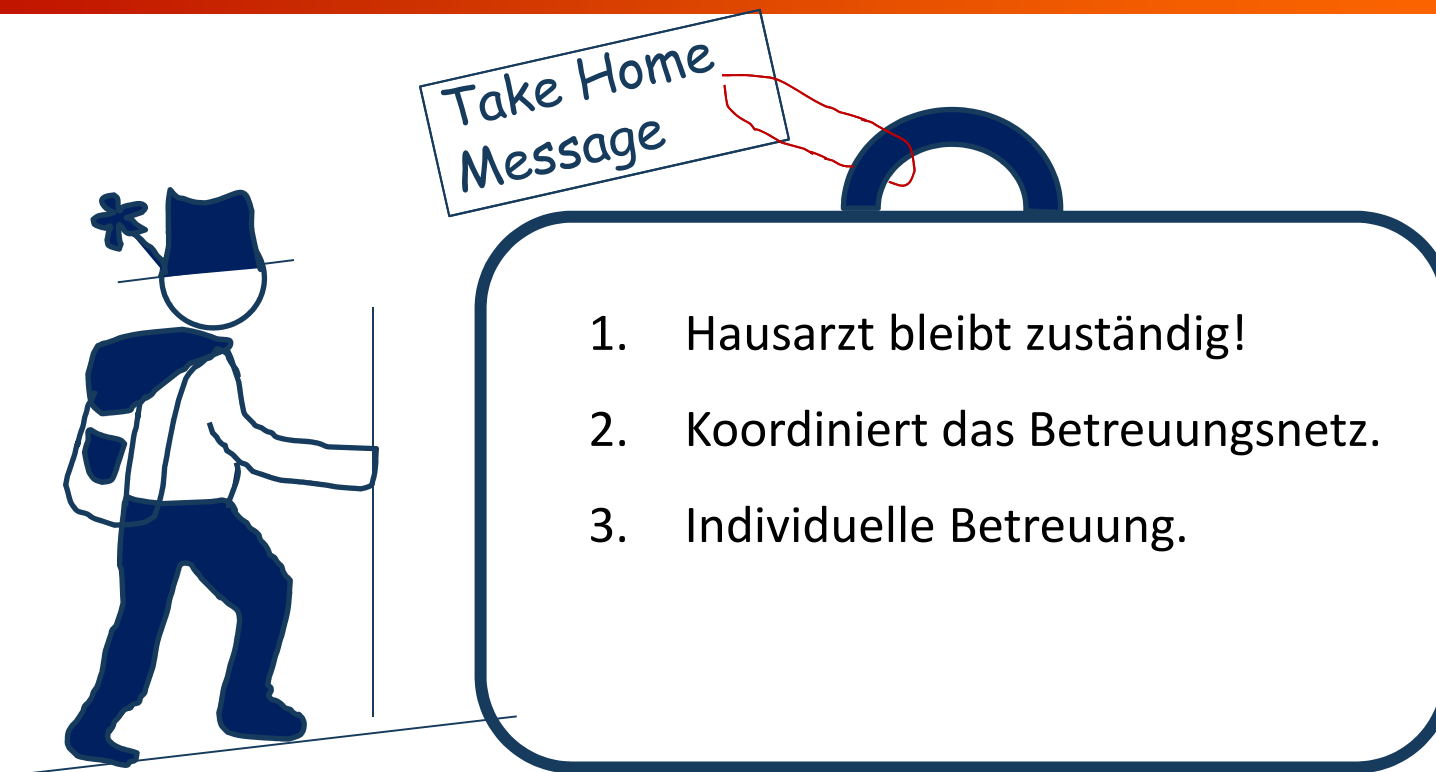 Take Home
Message
1. Hausarzt bleibt zuständig!
2. Koordiniert das Betreuungsnetz.
3. Individuelle Betreuung.